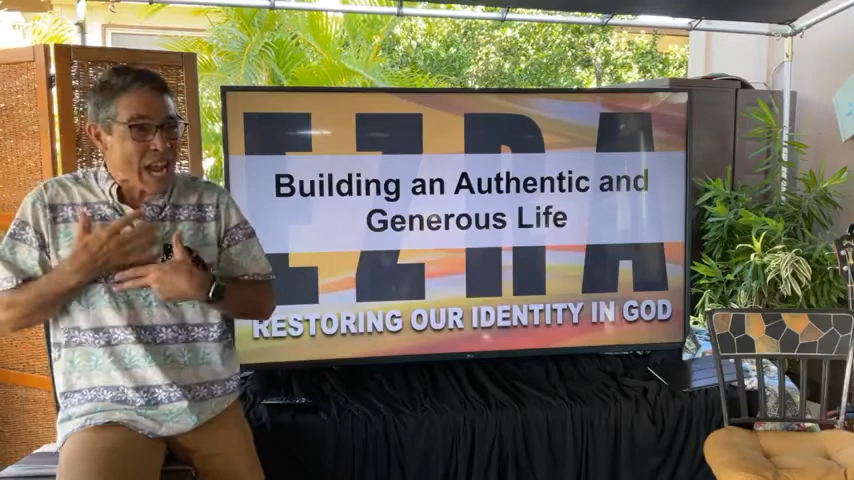 EZRA
Building an Authentic and
Generous Life
RESTORING OUR IDENTITY IN GOD